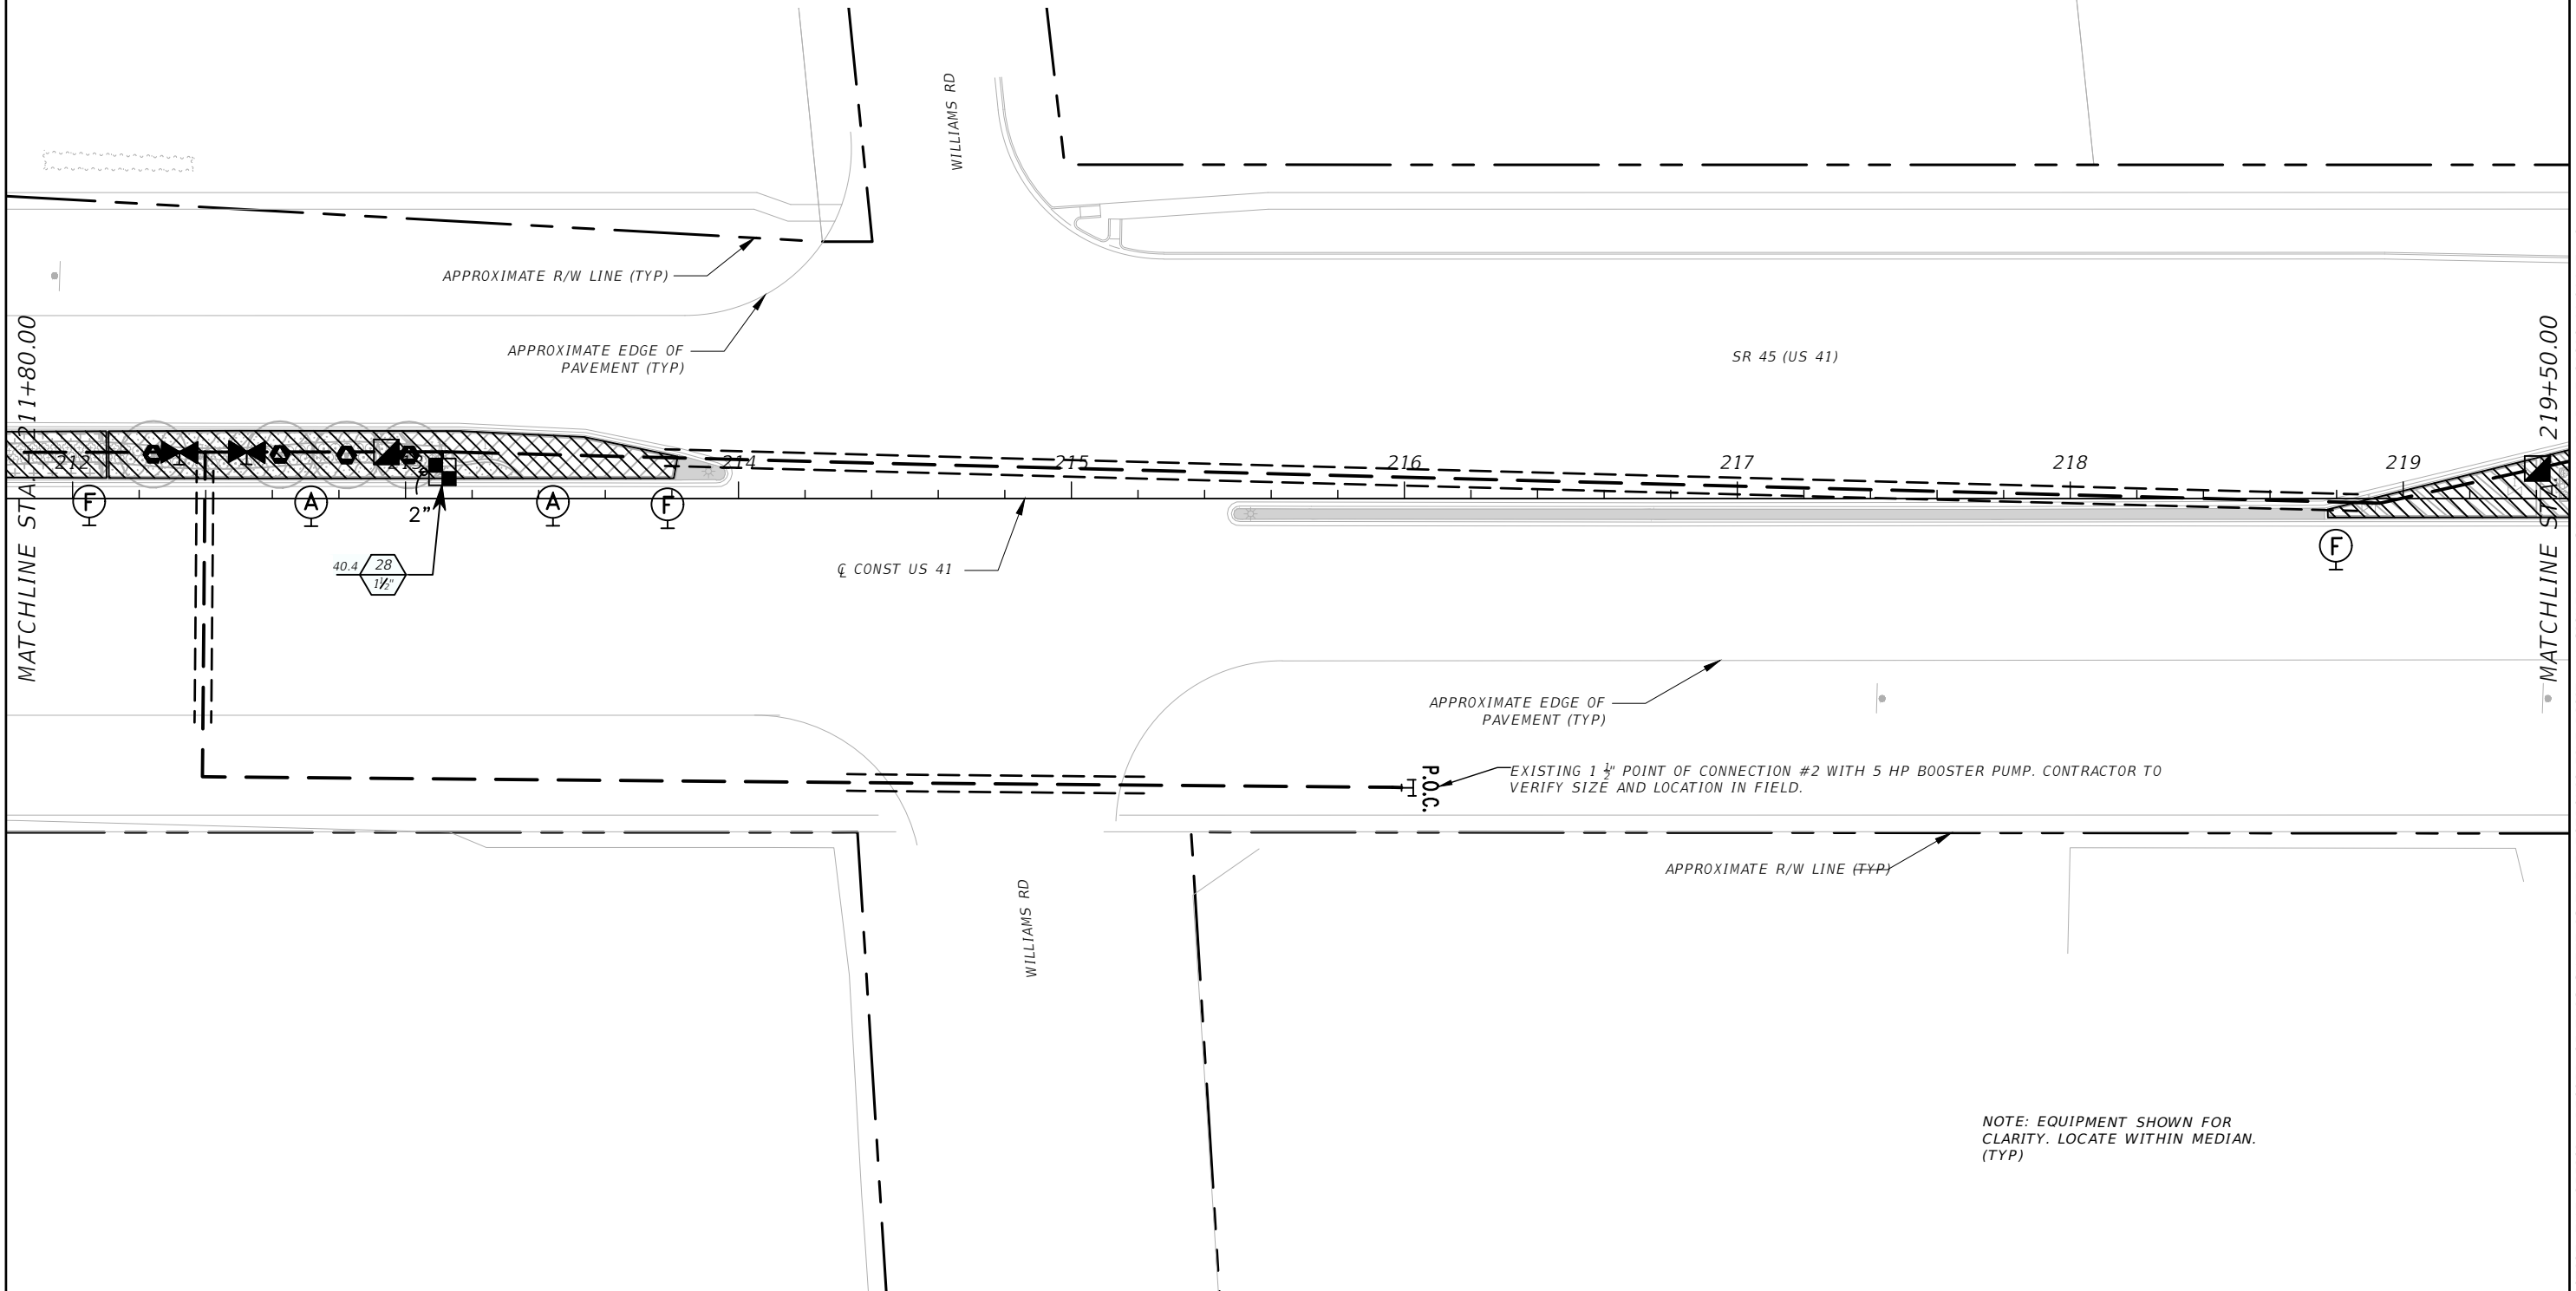 WILLIAMS RD
APPROXIMATE R/W LINE (TYP)
APPROXIMATE EDGE OF
PAVEMENT (TYP)
SR 45 (US 41)
MATCHLINE STA. 211+80.00
MATCHLINE STA. 219+50.00
212
213
214
215
216
217
218
219
F
A
A
F
F
2"
40.4
28
1½"
℄ CONST US 41
APPROXIMATE EDGE OF
PAVEMENT (TYP)
P.O.C.
EXISTING 1 ½" POINT OF CONNECTION #2 WITH 5 HP BOOSTER PUMP. CONTRACTOR TO
VERIFY SIZE AND LOCATION IN FIELD.
APPROXIMATE R/W LINE (TYP)
WILLIAMS RD
NOTE: EQUIPMENT SHOWN FOR
CLARITY. LOCATE WITHIN MEDIAN.
(TYP)